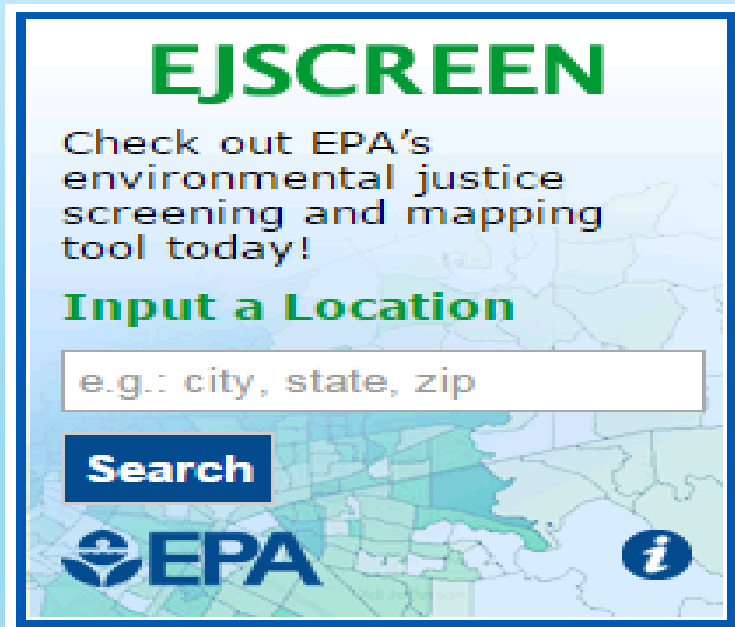 EJSCREEN
Check out EPA's
environmental justice
screening and mapping
tool today!
Input a Location
e.g.: city, state, zip
Search
EPA
i